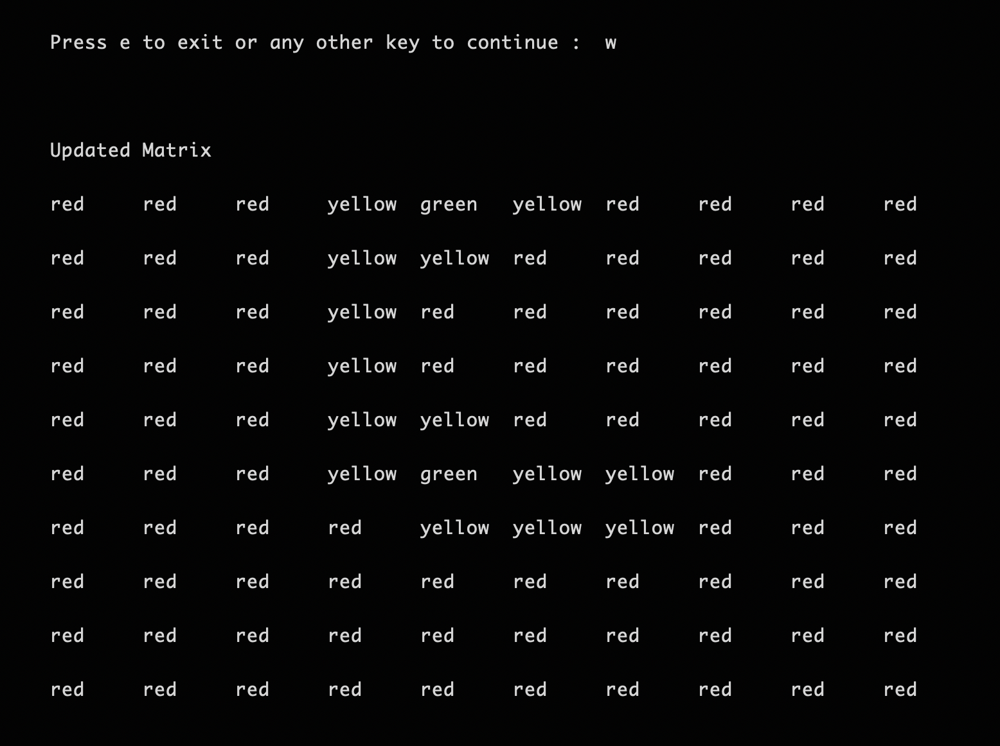 Press e to exit or any other key to continue :  w
Updated Matrix
red red red yellow green yellow red red red red
red red red yellow yellow red red red red red
red red red yellow red red red red red red
red red red yellow red red red red red red
red red red yellow yellow red red red red red
red red red yellow green yellow yellow red red red
red red red red yellow yellow yellow red red red
red red red red red red red red red red
red red red red red red red red red red
red red red red red red red red red red